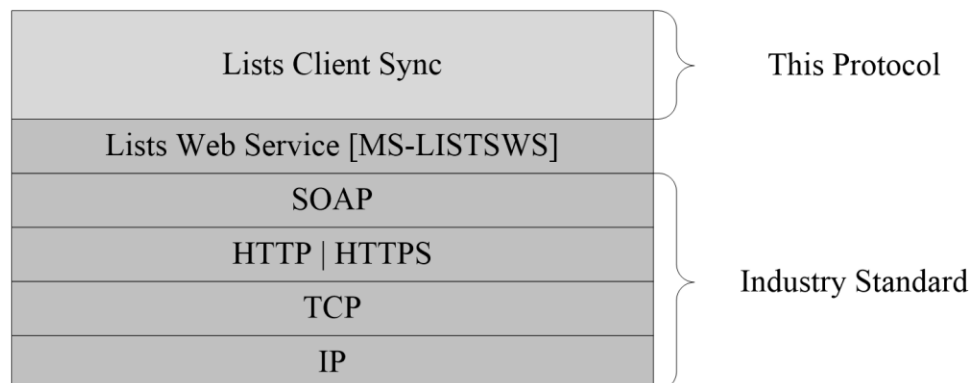 Lists Client Sync
This Protocol
Lists Web Service [MS-LISTSWS]
SOAP
HTTP | HTTPS
Industry Standard
TCP
IP